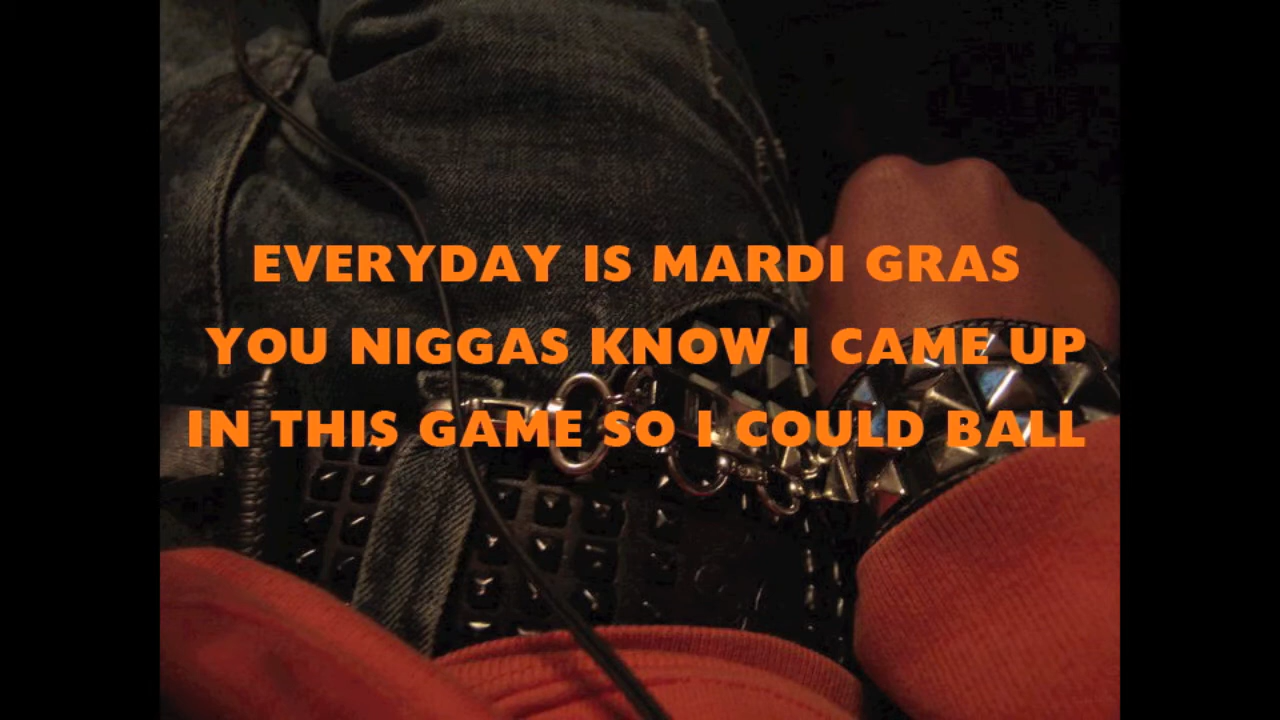 EVERYDAY IS MARDI GRAS
YOU NIGGAS KNOW I CAME UP
IN THIS GAME SO I COULD BALL